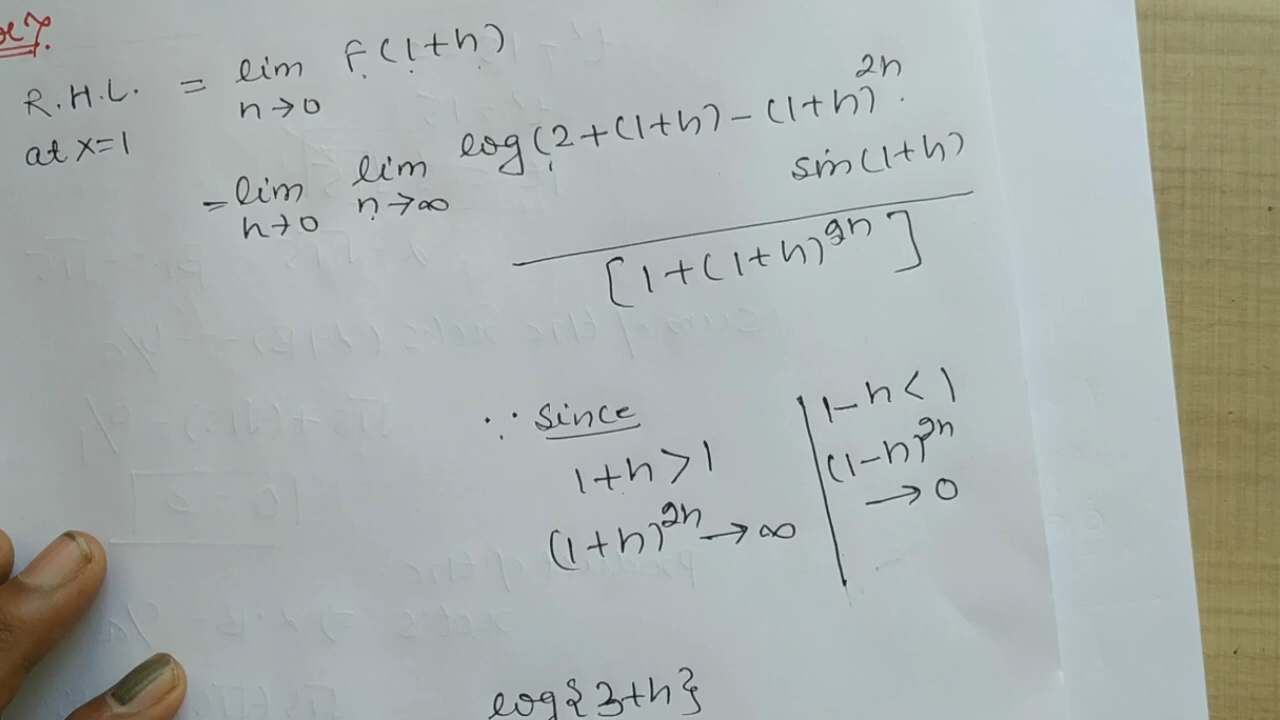 R.H.L. = lim f(1+h)
at x=1 h→0
= lim lim log(2+(1+h)-(1+h)^2n.
h→0 n→∞ sin(1+h)
[1+(1+h)^2n]
∵ since
1+h>1
(1+h)^2n→∞
1-h<1
(1-h)^2n
→0
log{3+h}